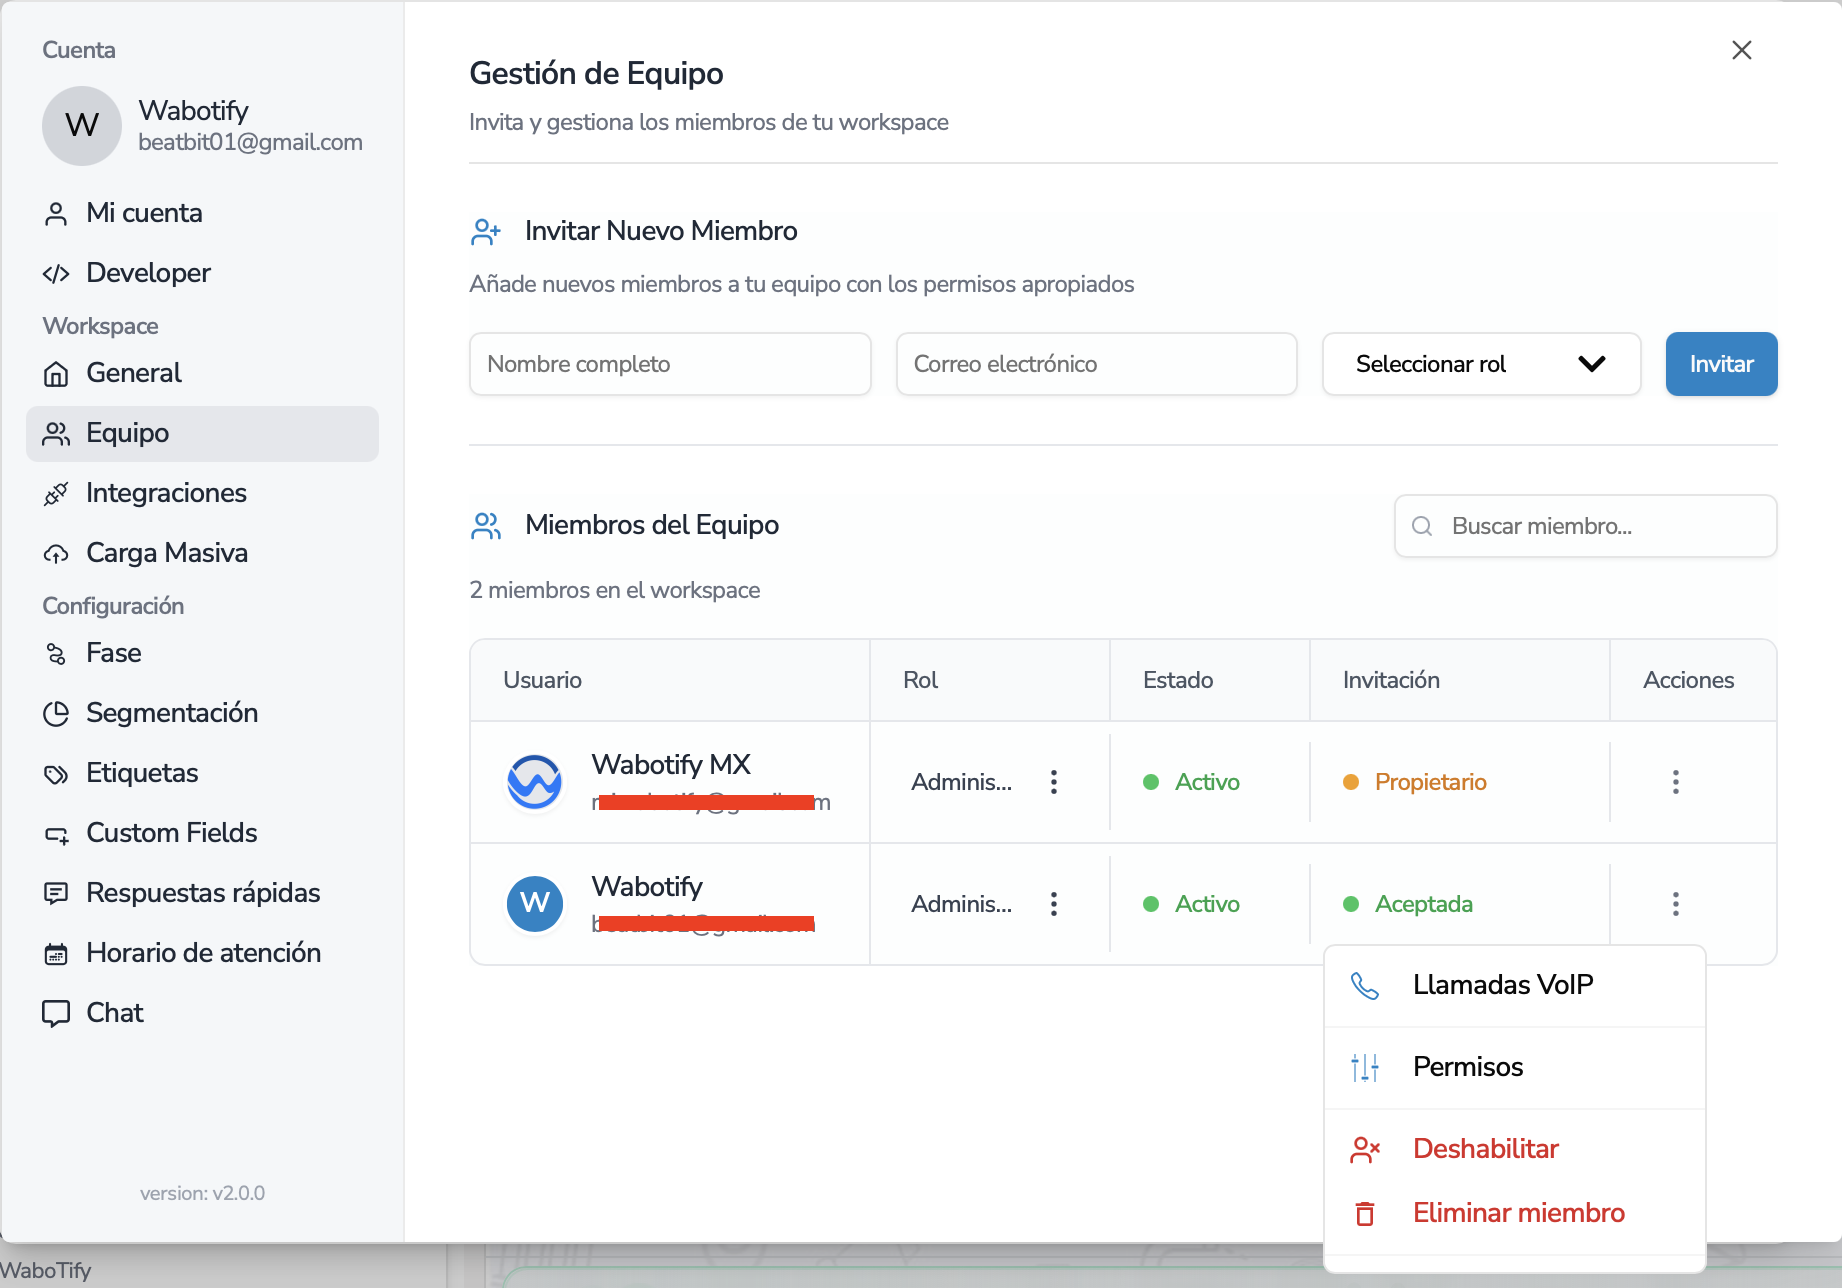 Cuenta
W
Wabotify
beatbit01@gmail.com
Mi cuenta
Developer
Workspace
General
Equipo
Integraciones
Carga Masiva
Configuración
Fase
Segmentación
Etiquetas
Custom Fields
Respuestas rápidas
Horario de atención
Chat
version: v2.0.0
WaboTify
Gestión de Equipo
Invita y gestiona los miembros de tu workspace
Invitar Nuevo Miembro
Añade nuevos miembros a tu equipo con los permisos apropiados
Nombre completo
Correo electrónico
Seleccionar rol
Invitar
Miembros del Equipo
Buscar miembro...
2 miembros en el workspace
Usuario Rol Estado Invitación Acciones
Wabotify MX
Adminis... Activo Propietario
W
Wabotify
Adminis... Activo Aceptada
Llamadas VoIP
Permisos
Deshabilitar
Eliminar miembro